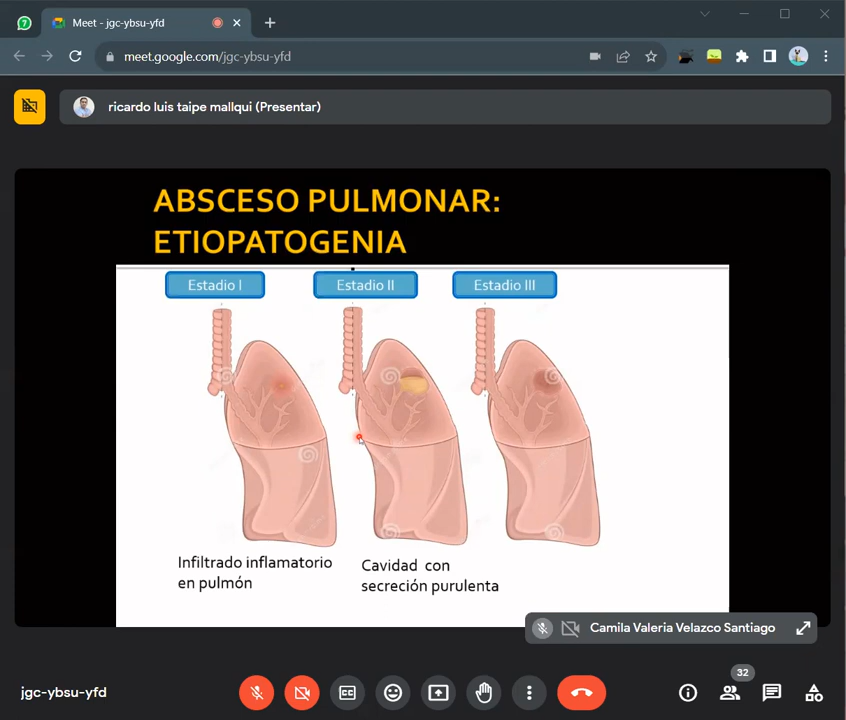 7
Meet - jgc-ybsu-yfd
meet.google.com/jgc-ybsu-yfd
ricardo luis taipe mallqui (Presentar)
ABSCESO PULMONAR:
ETIOPATOGENIA
Estadio I
Estadio II
Estadio III
Infiltrado inflamatorio
en pulmón
Cavidad con
secreción purulenta
Camila Valeria Velazco Santiago
jgc-ybsu-yfd
32